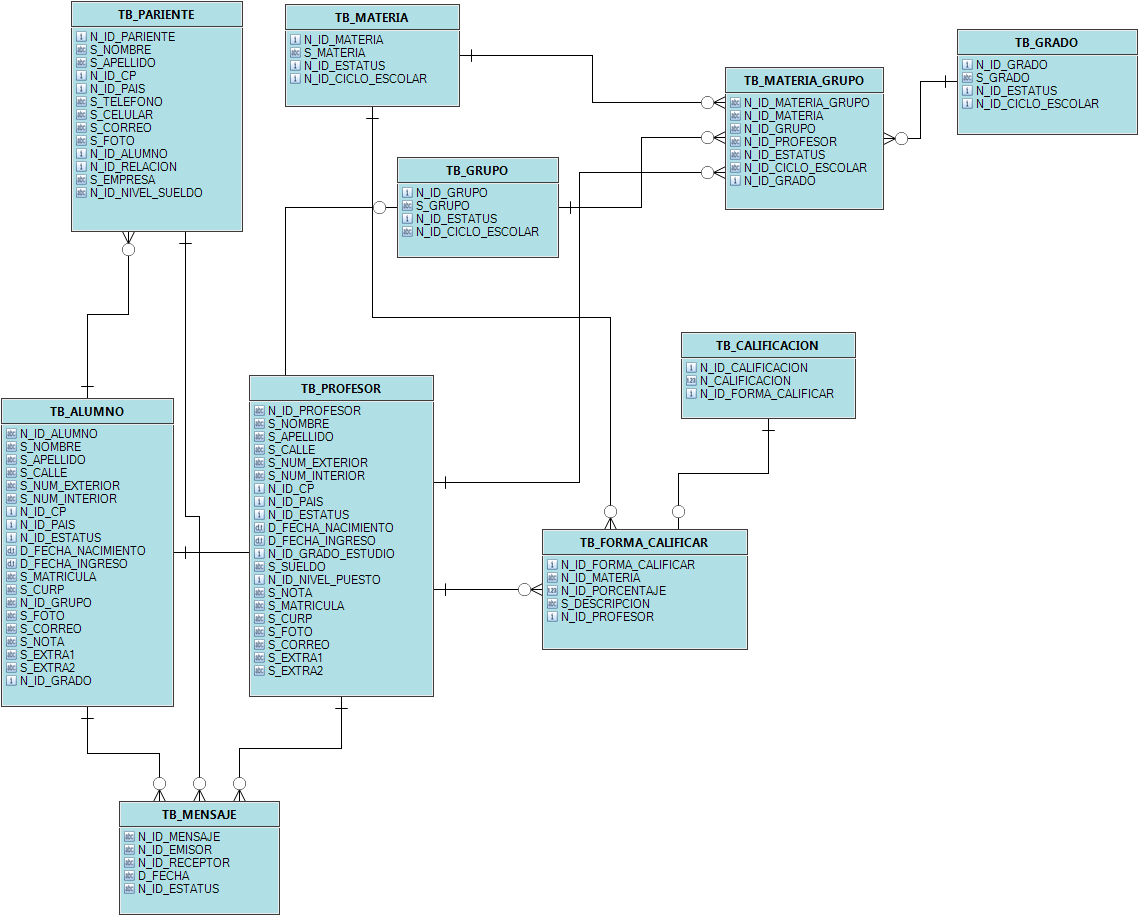 TB_PARIENTE
N_ID_PARIENTE
S_NOMBRE
S_APELLIDO
N_ID_CP
N_ID_PAIS
S_TELEFONO
S_CELULAR
S_CORREO
S_FOTO
N_ID_ALUMNO
N_ID_RELACION
S_EMPRESA
N_ID_NIVEL_SUELDO
TB_MATERIA
N_ID_MATERIA
S_MATERIA
N_ID_ESTATUS
N_ID_CICLO_ESCOLAR
TB_GRADO
N_ID_GRADO
S_GRADO
N_ID_ESTATUS
N_ID_CICLO_ESCOLAR
TB_MATERIA_GRUPO
N_ID_MATERIA_GRUPO
N_ID_MATERIA
N_ID_GRUPO
N_ID_PROFESOR
N_ID_ESTATUS
N_ID_CICLO_ESCOLAR
N_ID_GRADO
TB_GRUPO
N_ID_GRUPO
S_GRUPO
N_ID_ESTATUS
N_ID_CICLO_ESCOLAR
TB_CALIFICACION
N_ID_CALIFICACION
N_CALIFICACION
N_ID_FORMA_CALIFICAR
TB_ALUMNO
N_ID_ALUMNO
S_NOMBRE
S_APELLIDO
S_CALLE
S_NUM_EXTERIOR
S_NUM_INTERIOR
N_ID_CP
N_ID_PAIS
N_ID_ESTATUS
D_FECHA_NACIMIENTO
D_FECHA_INGRESO
S_MATRICULA
S_CURP
N_ID_GRUPO
S_FOTO
S_CORREO
S_NOTA
S_EXTRA1
S_EXTRA2
N_ID_GRADO
TB_PROFESOR
N_ID_PROFESOR
S_NOMBRE
S_APELLIDO
S_CALLE
S_NUM_EXTERIOR
S_NUM_INTERIOR
N_ID_CP
N_ID_PAIS
N_ID_ESTATUS
D_FECHA_NACIMIENTO
D_FECHA_INGRESO
N_ID_GRADO_ESTUDIO
S_SUELDO
N_ID_NIVEL_PUESTO
S_NOTA
S_MATRICULA
S_CURP
S_FOTO
S_CORREO
S_EXTRA1
S_EXTRA2
TB_FORMA_CALIFICAR
N_ID_FORMA_CALIFICAR
N_ID_MATERIA
N_ID_PORCENTAJE
S_DESCRIPCION
N_ID_PROFESOR
TB_MENSAJE
N_ID_MENSAJE
N_ID_EMISOR
N_ID_RECEPTOR
D_FECHA
N_ID_ESTATUS